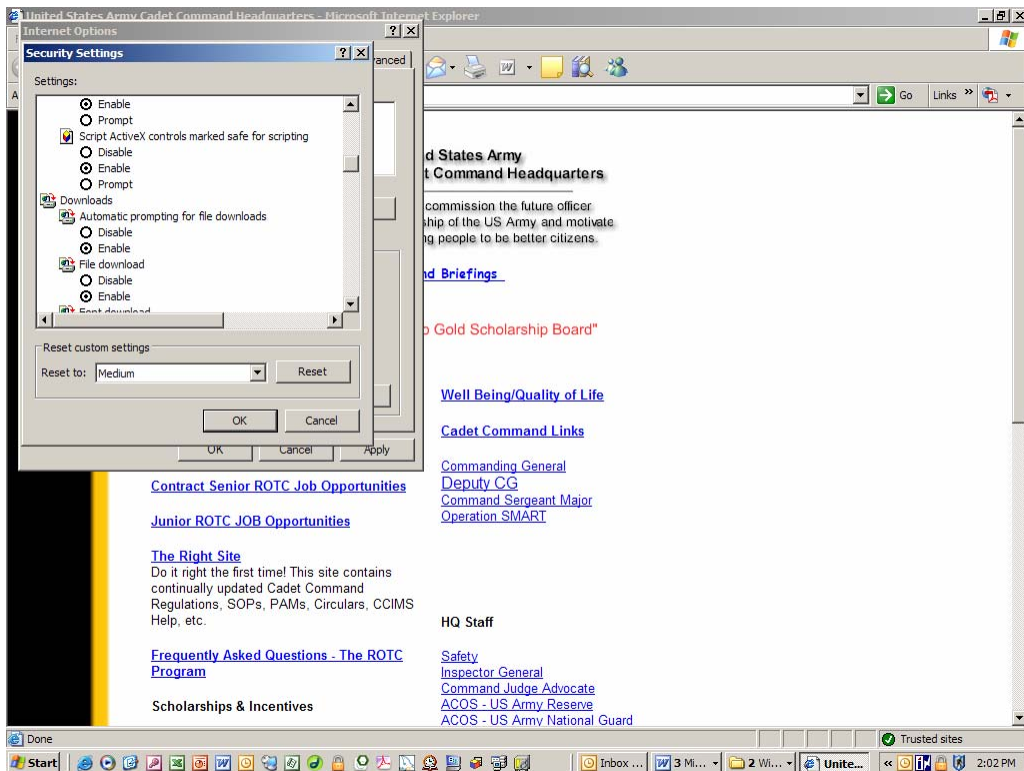 United States Army Cadet Command Headquarters - Microsoft Internet Explorer
Internet Options
Security Settings
Settings:
Enable
Prompt
Script ActiveX controls marked safe for scripting
Disable
Enable
Prompt
Downloads
Automatic prompting for file downloads
Disable
Enable
File download
Disable
Enable
Font download
Reset custom settings
Reset to: Medium
Reset
OK Cancel
OK Cancel Apply
anced
Go Links »
d States Army
t Command Headquarters
commission the future officer
ship of the US Army and motivate
ng people to be better citizens.
nd Briefings
o Gold Scholarship Board"
Well Being/Quality of Life
Cadet Command Links
Commanding General
Deputy CG
Command Sergeant Major
Operation SMART
Contract Senior ROTC Job Opportunities
Junior ROTC JOB Opportunities
The Right Site
Do it right the first time! This site contains
continually updated Cadet Command
Regulations, SOPs, PAMs, Circulars, CCIMS
Help, etc.
Frequently Asked Questions - The ROTC
Program
Scholarships & Incentives
HQ Staff
Safety
Inspector General
Command Judge Advocate
ACOS - US Army Reserve
ACOS - US Army National Guard
Done
Trusted sites
Start
Inbox ...
3 Mi...
2 Wi...
Unite...
2:02 PM